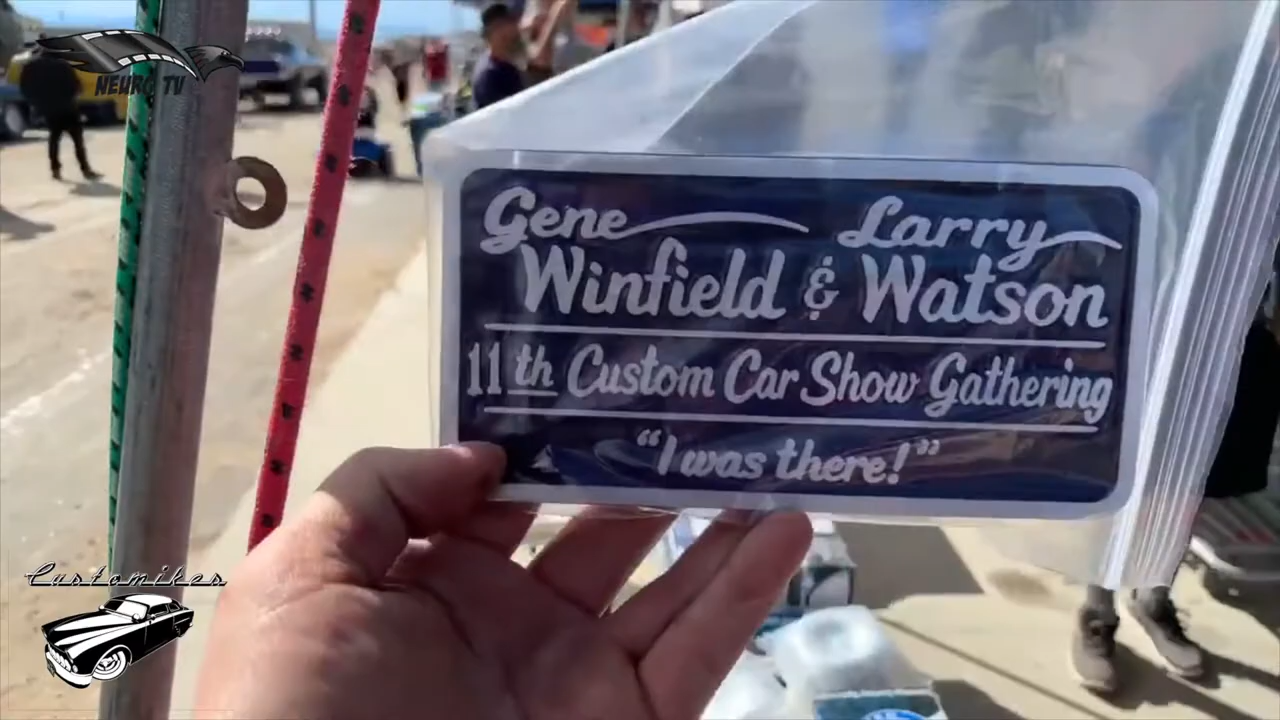 NEURO TV
Gene Larry
Winfield & Watson
11th Custom Car Show Gathering
"I was there!"
Customikes